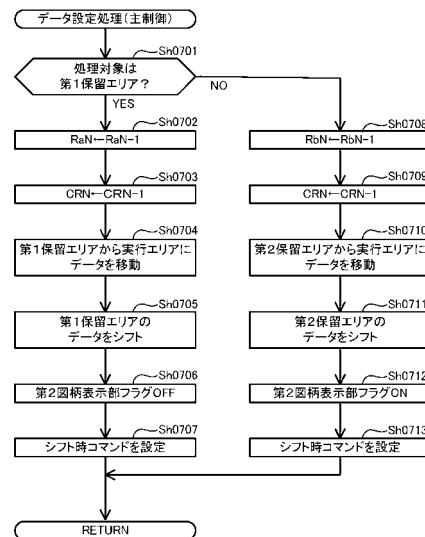 データ設定処理(主制御)
Sh0701
処理対象は
第1保留エリア?
NO
YES
Sh0702
RaN←RaN-1
Sh0703
CRN←CRN-1
Sh0704
第1保留エリアから実行エリアに
データを移動
Sh0705
第1保留エリアの
データをシフト
Sh0706
第2図柄表示部フラグOFF
Sh0707
シフト時コマンドを設定
Sh0708
RbN←RbN-1
Sh0709
CRN←CRN-1
Sh0710
第2保留エリアから実行エリアに
データを移動
Sh0711
第2保留エリアの
データをシフト
Sh0712
第2図柄表示部フラグON
Sh0713
シフト時コマンドを設定
RETURN